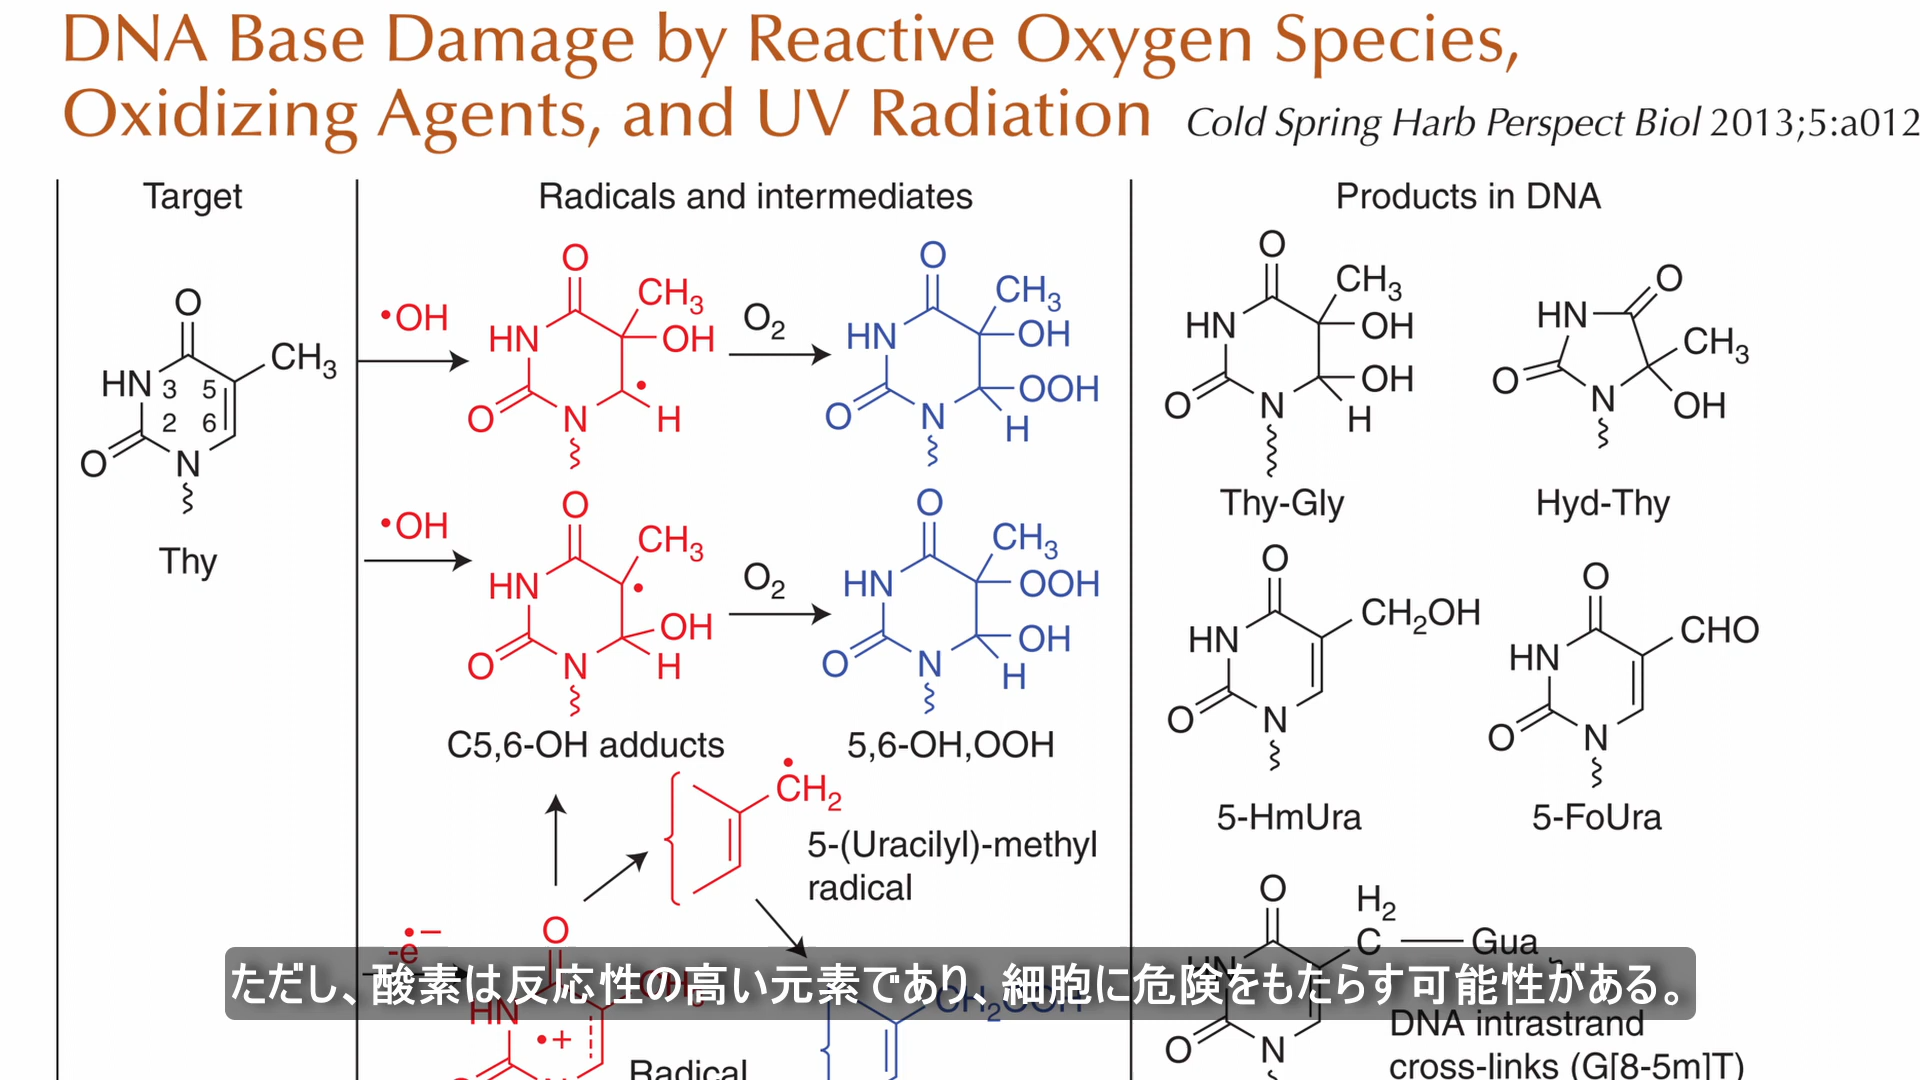 DNA Base Damage by Reactive Oxygen Species,
Oxidizing Agents, and UV Radiation Cold Spring Harb Perspect Biol 2013;5:a012
Target
Radicals and intermediates
Products in DNA
O
CH3
HN 3 5
2 6
O
N
Thy
•OH
O
CH3
HN
OH
•
O
N
H
O2
O
CH3
HN
OH
OOH
O
N
H
•OH
O
CH3
HN
•
OH
O
N
H
C5,6-OH adducts
O2
O
CH3
HN
OOH
OH
O
N
H
5,6-OH,OOH
•CH2
5-(Uracilyl)-methyl
radical
-e•−
O
HN
•+
Radical
CH2OOH
O
CH3
HN
OH
OH
O
N
H
Thy-Gly
O
HN
CH3
O
N
OH
Hyd-Thy
O
CH2OH
HN
O
N
5-HmUra
O
CHO
HN
O
N
5-FoUra
O
H2
C — Gua
HN
O
N
DNA intrastrand
cross-links (G[8-5m]T)
ただし、酸素は反応性の高い元素であり、細胞に危険をもたらす可能性がある。